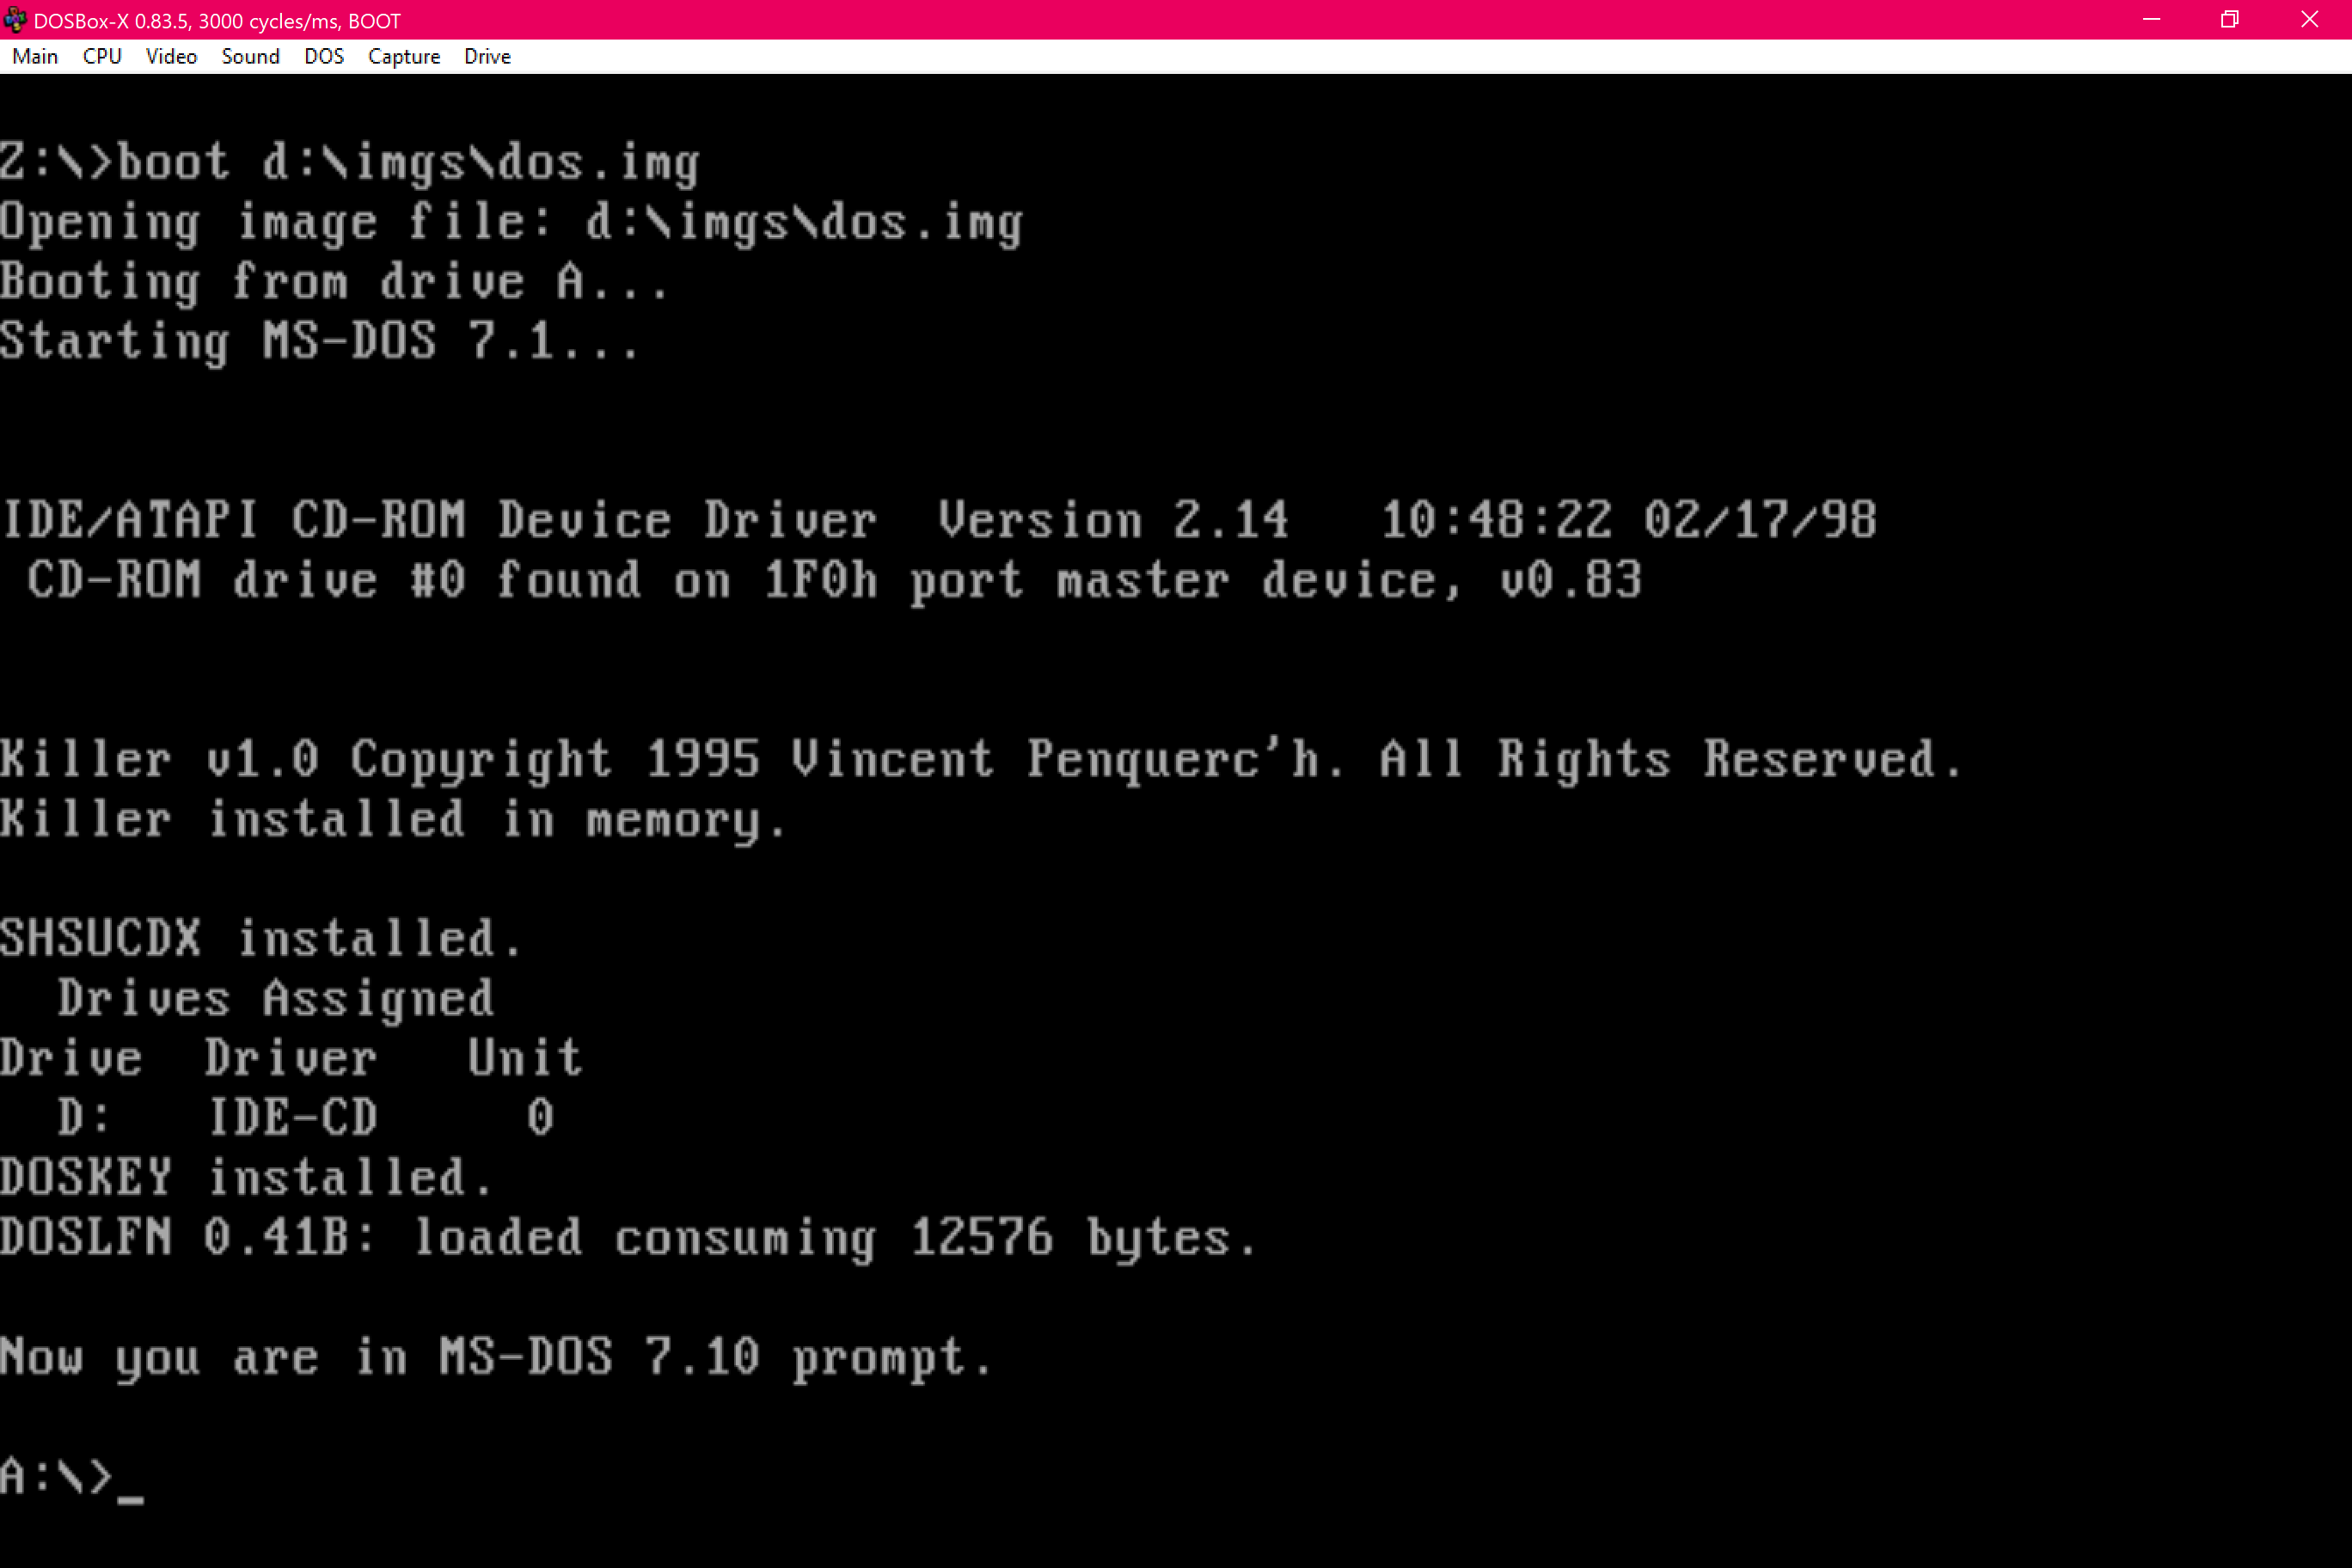 DOSBox-X 0.83.5, 3000 cycles/ms, BOOT
Main CPU Video Sound DOS Capture Drive
Z:\>boot d:\imgs\dos.img
Opening image file: d:\imgs\dos.img
Booting from drive A...
Starting MS-DOS 7.1...
IDE/ATAPI CD-ROM Device Driver  Version 2.14   10:48:22 02/17/98
 CD-ROM drive #0 found on 1F0h port master device, v0.83
Killer v1.0 Copyright 1995 Vincent Penquerc'h. All Rights Reserved.
Killer installed in memory.
SHSUCDX installed.
  Drives Assigned
Drive  Driver   Unit
  D:   IDE-CD     0
DOSKEY installed.
DOSLFN 0.41B: loaded consuming 12576 bytes.
Now you are in MS-DOS 7.10 prompt.
A:\>_